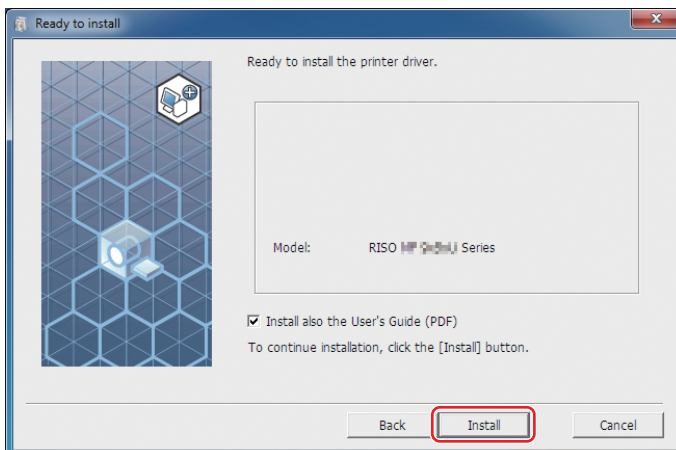 Ready to install
Ready to install the printer driver.
Model: RISO Series
Install also the User's Guide (PDF)
To continue installation, click the [Install] button.
Back Install Cancel